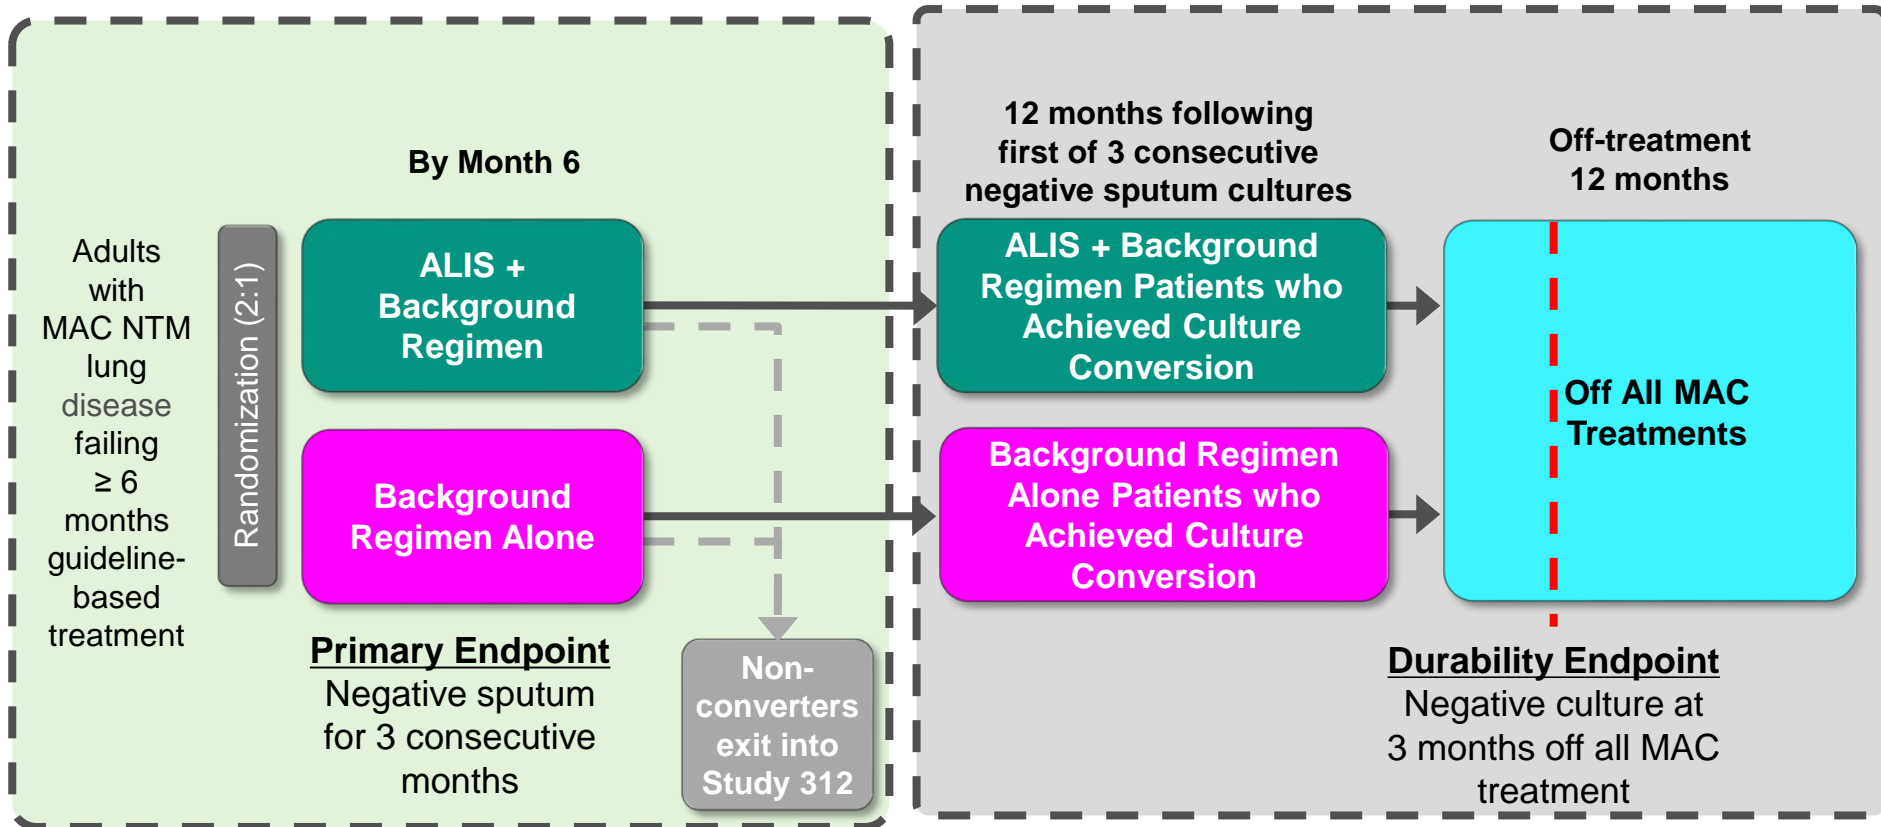 Adults
with
MAC NTM
lung
disease
failing
≥ 6
months
guideline-
based
treatment
Randomization (2:1)
By Month 6
ALIS +
Background
Regimen
Background
Regimen Alone
Primary Endpoint
Negative sputum
for 3 consecutive
months
Non-
converters
exit into
Study 312
12 months following
first of 3 consecutive
negative sputum cultures
ALIS + Background
Regimen Patients who
Achieved Culture
Conversion
Background Regimen
Alone Patients who
Achieved Culture
Conversion
Off-treatment
12 months
Off All MAC
Treatments
Durability Endpoint
Negative culture at
3 months off all MAC
treatment